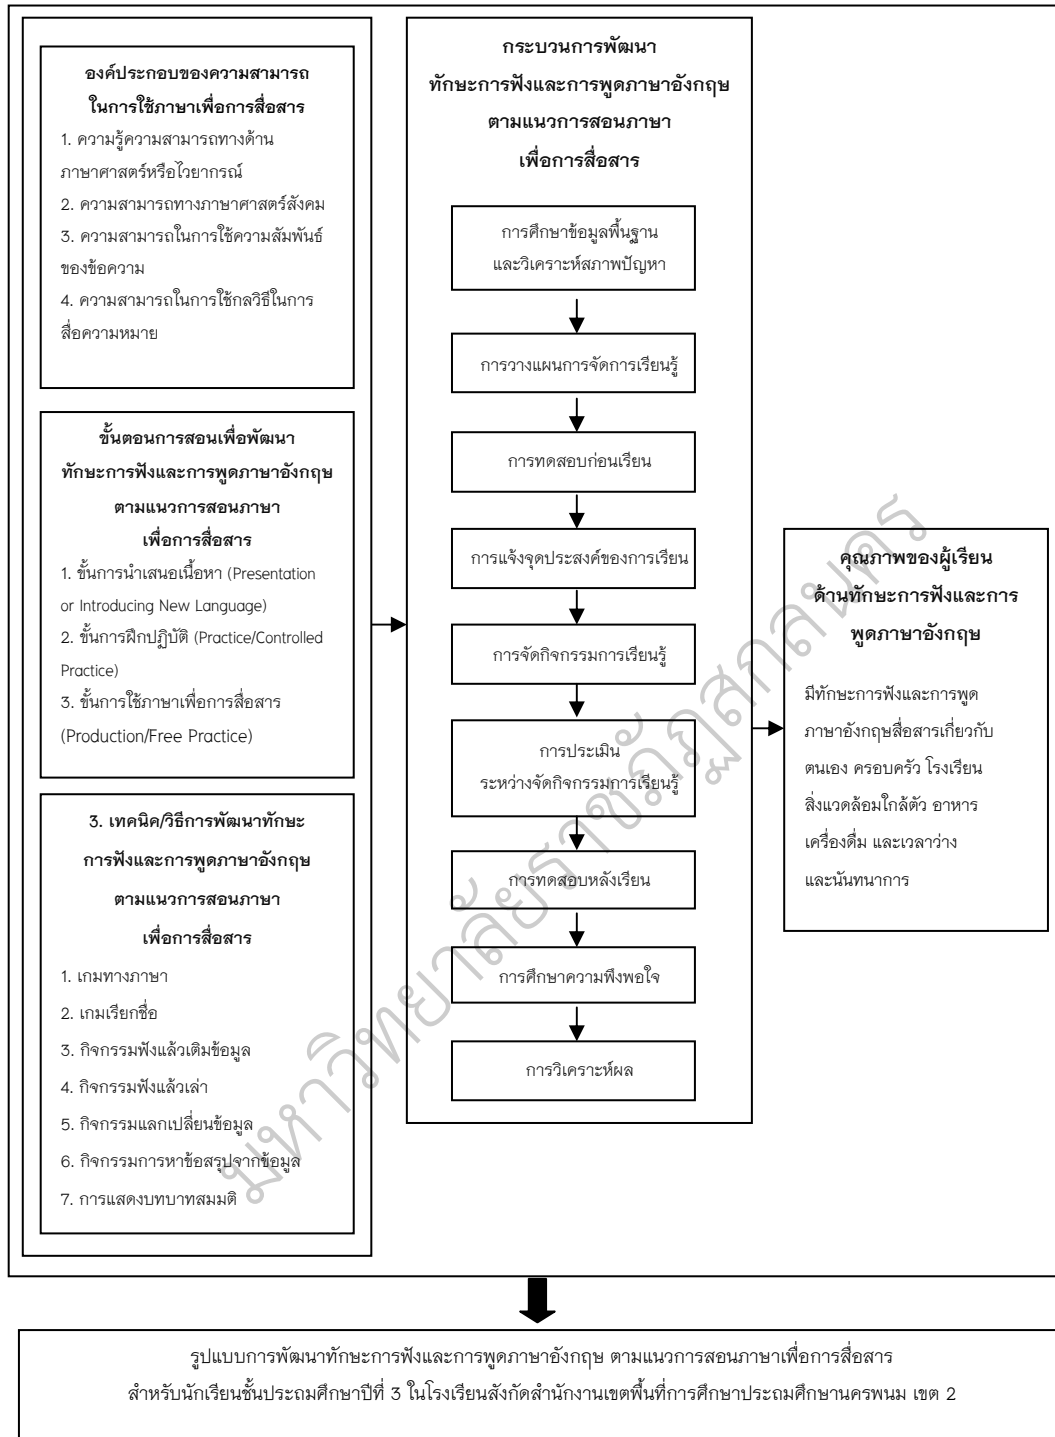 องค์ประกอบของความสามารถ
ในการใช้ภาษาเพื่อการสื่อสาร
1. ความรู้ความสามารถทางด้าน
ภาษาศาสตร์หรือไวยากรณ์
2. ความสามารถทางภาษาศาสตร์สังคม
3. ความสามารถในการใช้ความสัมพันธ์
ของข้อความ
4. ความสามารถในการใช้กลวิธีในการ
สื่อความหมาย
ขั้นตอนการสอนเพื่อพัฒนา
ทักษะการฟังและการพูดภาษาอังกฤษ
ตามแนวการสอนภาษา
เพื่อการสื่อสาร
1. ขั้นการนำเสนอเนื้อหา (Presentation
or Introducing New Language)
2. ขั้นการฝึกปฏิบัติ (Practice/Controlled
Practice)
3. ขั้นการใช้ภาษาเพื่อการสื่อสาร
(Production/Free Practice)
3. เทคนิค/วิธีการพัฒนาทักษะ
การฟังและการพูดภาษาอังกฤษ
ตามแนวการสอนภาษา
เพื่อการสื่อสาร
1. เกมทางภาษา
2. เกมเรียกชื่อ
3. กิจกรรมฟังแล้วเติมข้อมูล
4. กิจกรรมฟังแล้วเล่า
5. กิจกรรมแลกเปลี่ยนข้อมูล
6. กิจกรรมการหาข้อสรุปจากข้อมูล
7. การแสดงบทบาทสมมติ
กระบวนการพัฒนา
ทักษะการฟังและการพูดภาษาอังกฤษ
ตามแนวการสอนภาษา
เพื่อการสื่อสาร
การศึกษาข้อมูลพื้นฐาน
และวิเคราะห์สภาพปัญหา
การวางแผนการจัดการเรียนรู้
การทดสอบก่อนเรียน
การแจ้งจุดประสงค์ของการเรียน
การจัดกิจกรรมการเรียนรู้
การประเมิน
ระหว่างจัดกิจกรรมการเรียนรู้
การทดสอบหลังเรียน
การศึกษาความพึงพอใจ
การวิเคราะห์ผล
คุณภาพของผู้เรียน
ด้านทักษะการฟังและการ
พูดภาษาอังกฤษ
มีทักษะการฟังและการพูด
ภาษาอังกฤษสื่อสารเกี่ยวกับ
ตนเอง ครอบครัว โรงเรียน
สิ่งแวดล้อมใกล้ตัว อาหาร
เครื่องดื่ม และเวลาว่าง
และนันทนาการ
มหาวิทยาลัยราชภัฏสกลนคร
รูปแบบการพัฒนาทักษะการฟังและการพูดภาษาอังกฤษ ตามแนวการสอนภาษาเพื่อการสื่อสาร
สำหรับนักเรียนชั้นประถมศึกษาปีที่ 3 ในโรงเรียนสังกัดสำนักงานเขตพื้นที่การศึกษาประถมศึกษานครพนม เขต 2